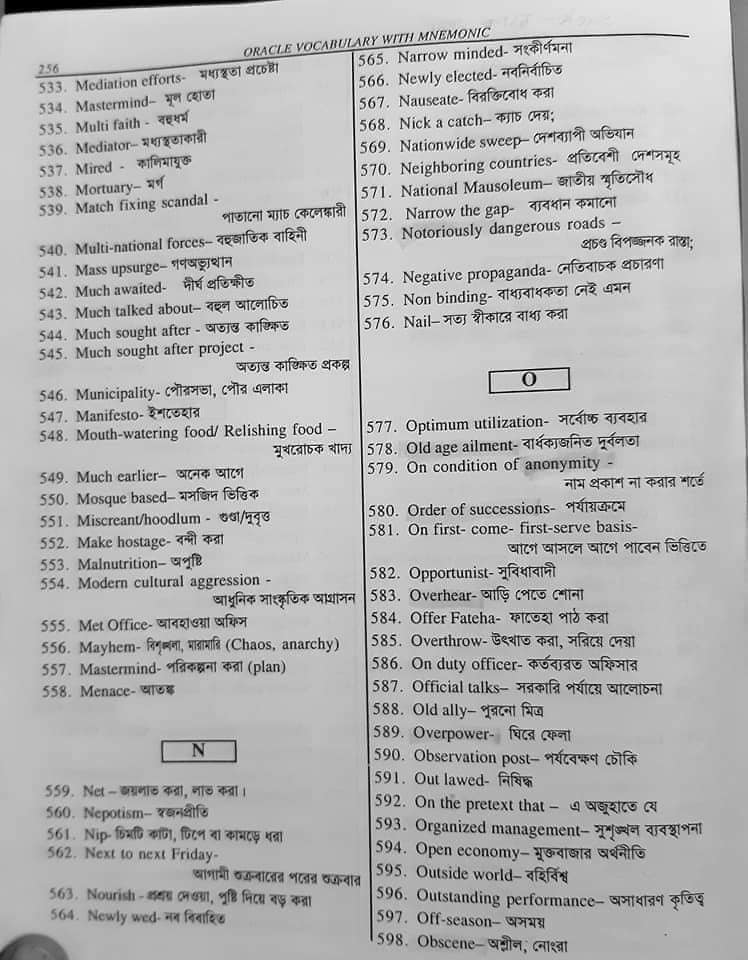 256
ORACLE VOCABULARY WITH MNEMONIC
533. Mediation efforts- মধ্যস্থতা প্রচেষ্টা
534. Mastermind– মূল হোতা
535. Multi faith - বহুধর্ম
536. Mediator– মধ্যস্থতাকারী
537. Mired - কালিমাযুক্ত
538. Mortuary– মর্গ
539. Match fixing scandal -
পাতানো ম্যাচ কেলেঙ্কারী
540. Multi-national forces– বহুজাতিক বাহিনী
541. Mass upsurge– গণঅভ্যুত্থান
542. Much awaited- দীর্ঘ প্রতিক্ষীত
543. Much talked about– বহুল আলোচিত
544. Much sought after - অত্যন্ত কাঙ্ক্ষিত
545. Much sought after project -
অত্যন্ত কাঙ্ক্ষিত প্রকল্প
546. Municipality- পৌরসভা, পৌর এলাকা
547. Manifesto- ইশতেহার
548. Mouth-watering food/ Relishing food –
মুখরোচক খাদ্য
549. Much earlier– অনেক আগে
550. Mosque based– মসজিদ ভিত্তিক
551. Miscreant/hoodlum - গুণ্ডা/দুবৃত্ত
552. Make hostage- বন্দী করা
553. Malnutrition– অপুষ্টি
554. Modern cultural aggression -
আধুনিক সাংস্কৃতিক আগ্রাসন
555. Met Office- আবহাওয়া অফিস
556. Mayhem- বিশৃঙ্খলা, মারামারি (Chaos, anarchy)
557. Mastermind- পরিকল্পনা করা (plan)
558. Menace- আতঙ্ক
N
559. Net – জয়লাভ করা, লাভ করা।
560. Nepotism– স্বজনপ্রীতি
561. Nip- চিমটি কাটা, টিপে বা কামড়ে ধরা
562. Next to next Friday-
আগামী শুক্রবারের পরের শুক্রবার
563. Nourish - প্রশ্রয় দেওয়া, পুষ্টি দিয়ে বড় করা
564. Newly wed- নব বিবাহিত
565. Narrow minded- সংকীর্ণমনা
566. Newly elected- নবনির্বাচিত
567. Nauseate- বিরক্তিবোধ করা
568. Nick a catch– ক্যাচ দেয়;
569. Nationwide sweep– দেশব্যাপী অভিযান
570. Neighboring countries- প্রতিবেশী দেশসমূহ
571. National Mausoleum– জাতীয় স্মৃতিসৌধ
572. Narrow the gap- ব্যবধান কমানো
573. Notoriously dangerous roads –
প্রচণ্ড বিপজ্জনক রাস্তা;
574. Negative propaganda- নেতিবাচক প্রচারণা
575. Non binding- বাধ্যবাধকতা নেই এমন
576. Nail– সত্য স্বীকারে বাধ্য করা
O
577. Optimum utilization- সর্বোচ্চ ব্যবহার
578. Old age ailment- বার্ধক্যজনিত দুর্বলতা
579. On condition of anonymity -
নাম প্রকাশ না করার শর্তে
580. Order of successions- পর্যায়ক্রমে
581. On first- come- first-serve basis-
আগে আসলে আগে পাবেন ভিত্তিতে
582. Opportunist- সুবিধাবাদী
583. Overhear- আড়ি পেতে শোনা
584. Offer Fateha- ফাতেহা পাঠ করা
585. Overthrow- উৎখাত করা, সরিয়ে দেয়া
586. On duty officer- কর্তব্যরত অফিসার
587. Official talks– সরকারি পর্যায়ে আলোচনা
588. Old ally– পুরনো মিত্র
589. Overpower- ঘিরে ফেলা
590. Observation post– পর্যবেক্ষণ চৌকি
591. Out lawed- নিষিদ্ধ
592. On the pretext that – এ অজুহাতে যে
593. Organized management– সুশৃঙ্খল ব্যবস্থাপনা
594. Open economy– মুক্তবাজার অর্থনীতি
595. Outside world– বহির্বিশ্ব
596. Outstanding performance– অসাধারণ কৃতিত্ব
597. Off-season– অসময়
598. Obscene– অশ্লীল, নোংরা